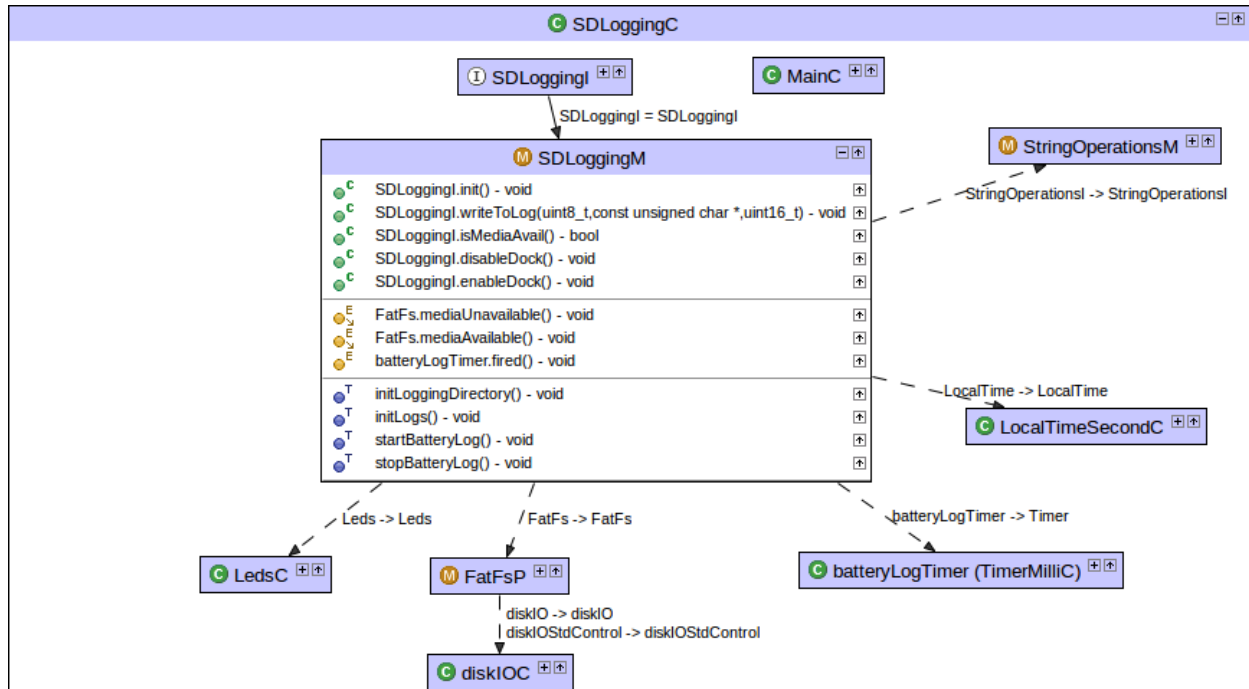 C SDLoggingC
I SDLoggingI
C MainC
SDLoggingI = SDLoggingI
M SDLoggingM
M StringOperationsM
StringOperationsI -> StringOperationsI
C SDLoggingI.init() - void
C SDLoggingI.writeToLog(uint8_t,const unsigned char *,uint16_t) - void
C SDLoggingI.isMediaAvail() - bool
C SDLoggingI.disableDock() - void
C SDLoggingI.enableDock() - void
E FatFs.mediaUnavailable() - void
E FatFs.mediaAvailable() - void
E batteryLogTimer.fired() - void
T initLoggingDirectory() - void
T initLogs() - void
T startBatteryLog() - void
T stopBatteryLog() - void
LocalTime -> LocalTime
C LocalTimeSecondC
Leds -> Leds
FatFs -> FatFs
batteryLogTimer -> Timer
C LedsC
M FatFsP
C batteryLogTimer (TimerMilliC)
diskIO -> diskIO
diskIOStdControl -> diskIOStdControl
C diskIOC